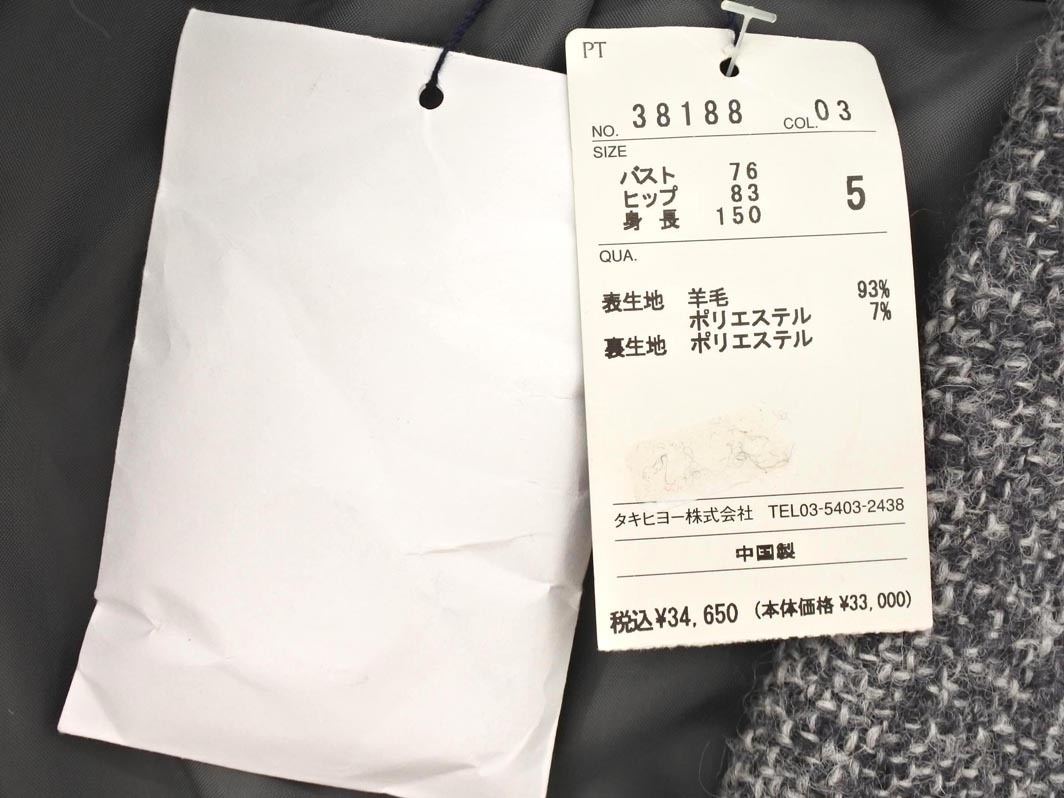 PT
NO. 38188 COL. 03
SIZE
バスト 76
ヒップ 83 5
身長 150
QUA.
表生地 羊毛 93%
ポリエステル 7%
裏生地 ポリエステル
タキヒヨー株式会社 TEL03-5403-2438
中国製
税込¥34,650 (本体価格 ¥33,000)